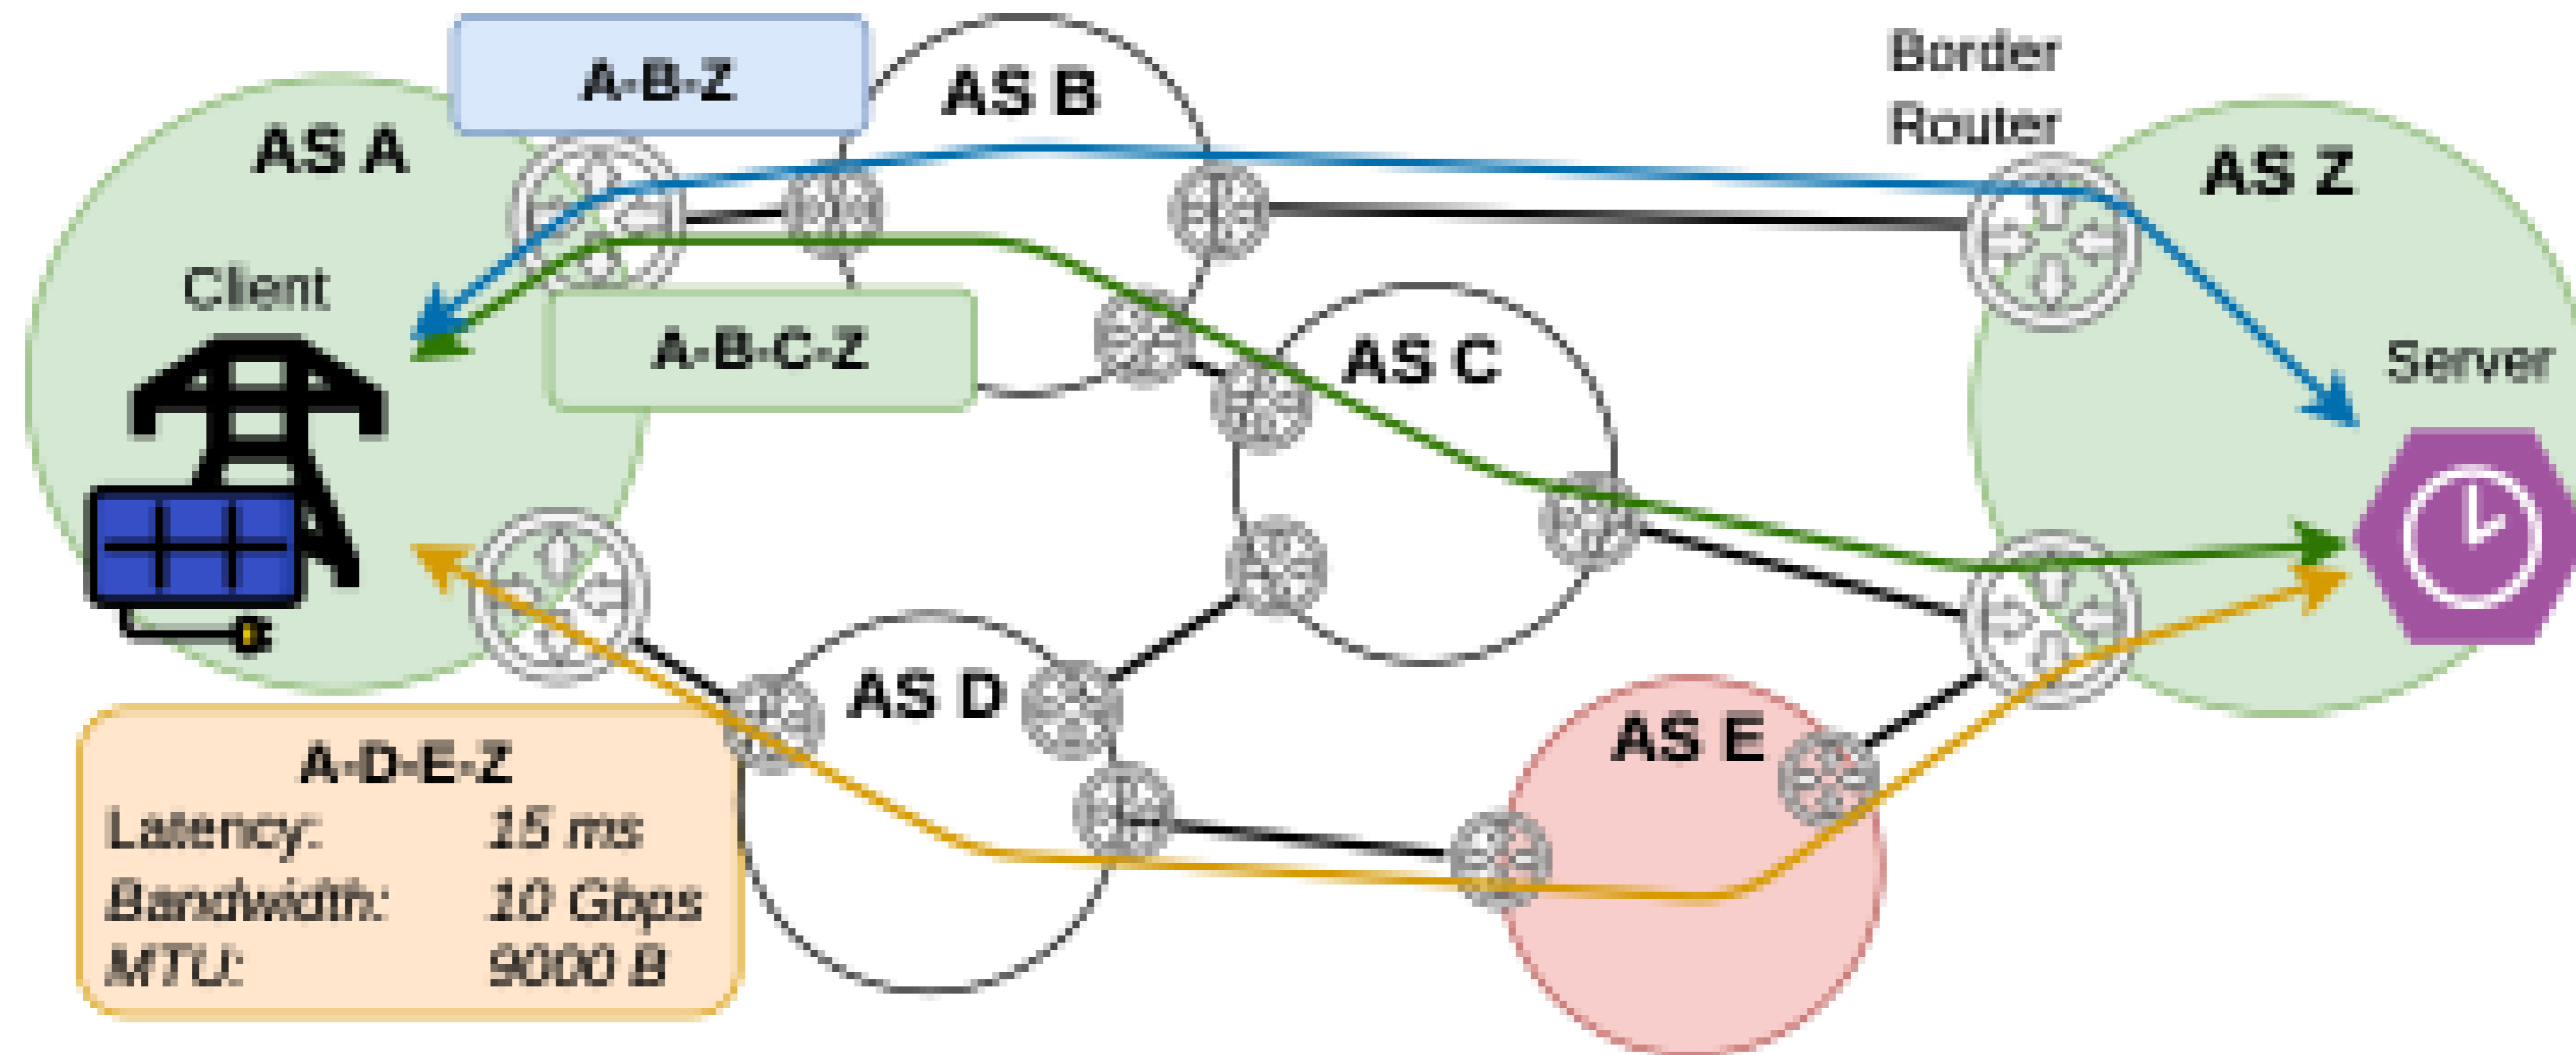 A-B-Z
AS B
Border
Router
AS A
AS Z
Client
A-B-C-Z
AS C
Server
AS D
AS E
A-D-E-Z
Latency: 15 ms
Bandwidth: 10 Gbps
MTU: 9000 B